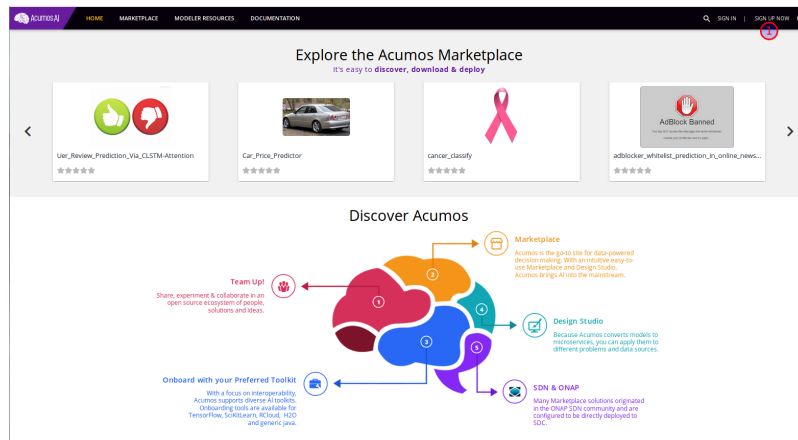 Acumos AI
HOME
MARKETPLACE
MODELER RESOURCES
DOCUMENTATION
SIGN IN | SIGN UP NOW
1
Explore the Acumos Marketplace
It's easy to discover, download & deploy
AdBlock Banned
Uer_Review_Prediction_Via_CLSTM-Attention
Car_Price_Predictor
cancer_classify
adblocker_whitelist_prediction_in_online_news...
Discover Acumos
Marketplace
Acumos is the go-to site for data-powered
decision making. With an intuitive easy-to-
use Marketplace and Design Studio,
Acumos brings AI into the mainstream.
2
Team Up!
Share, experiment & collaborate in an
open source ecosystem of people,
solutions and ideas.
1
4
Design Studio
Because Acumos converts models to
microservices, you can apply them to
different problems and data sources.
3
5
Onboard with your Preferred Toolkit
With a focus on interoperability,
Acumos supports diverse AI toolkits.
Onboarding tools are available for
TensorFlow, SciKitLearn, RCloud, H2O
and generic java.
SDN & ONAP
Many Marketplace solutions originated
in the ONAP SDN community and are
configured to be directly deployed to
SDC.